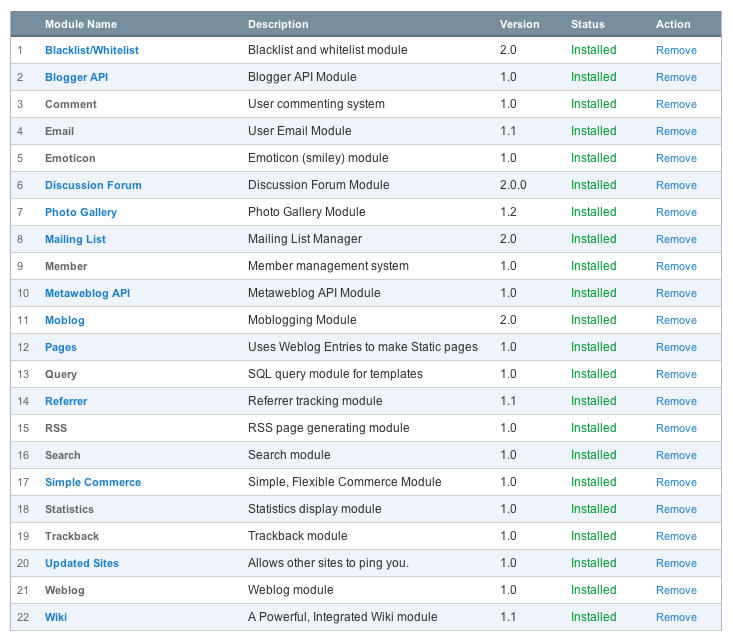 Module Name Description Version Status Action
1 Blacklist/Whitelist Blacklist and whitelist module 2.0 Installed Remove
2 Blogger API Blogger API Module 1.0 Installed Remove
3 Comment User commenting system 1.0 Installed Remove
4 Email User Email Module 1.1 Installed Remove
5 Emoticon Emoticon (smiley) module 1.0 Installed Remove
6 Discussion Forum Discussion Forum Module 2.0.0 Installed Remove
7 Photo Gallery Photo Gallery Module 1.2 Installed Remove
8 Mailing List Mailing List Manager 2.0 Installed Remove
9 Member Member management system 1.0 Installed Remove
10 Metaweblog API Metaweblog API Module 1.0 Installed Remove
11 Moblog Moblogging Module 2.0 Installed Remove
12 Pages Uses Weblog Entries to make Static pages 1.0 Installed Remove
13 Query SQL query module for templates 1.0 Installed Remove
14 Referrer Referrer tracking module 1.1 Installed Remove
15 RSS RSS page generating module 1.0 Installed Remove
16 Search Search module 1.0 Installed Remove
17 Simple Commerce Simple, Flexible Commerce Module 1.0 Installed Remove
18 Statistics Statistics display module 1.0 Installed Remove
19 Trackback Trackback module 1.0 Installed Remove
20 Updated Sites Allows other sites to ping you. 1.0 Installed Remove
21 Weblog Weblog module 1.0 Installed Remove
22 Wiki A Powerful, Integrated Wiki module 1.1 Installed Remove